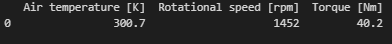 Air temperature [K]  Rotational speed [rpm]  Torque [Nm]
0                300.7                    1452         40.2